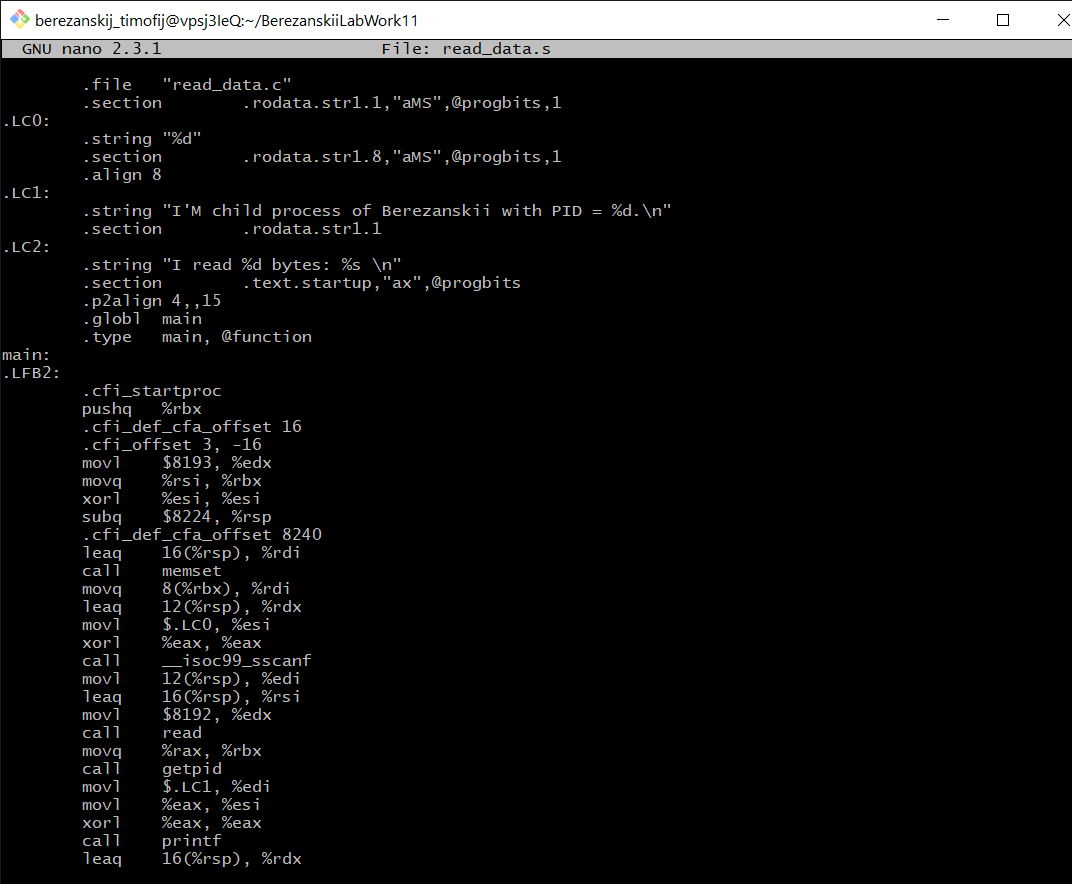 berezanskij_timofij@vpsj3IeQ:~/BerezanskiiLabWork11
GNU nano 2.3.1 File: read_data.s
.file "read_data.c"
.section .rodata.str1.1,"aMS",@progbits,1
.LC0:
.string "%d"
.section .rodata.str1.8,"aMS",@progbits,1
.align 8
.LC1:
.string "I'M child process of Berezanskii with PID = %d.\n"
.section .rodata.str1.1
.LC2:
.string "I read %d bytes: %s \n"
.section .text.startup,"ax",@progbits
.p2align 4,,15
.globl main
.type main, @function
main:
.LFB2:
.cfi_startproc
pushq %rbx
.cfi_def_cfa_offset 16
.cfi_offset 3, -16
movl $8193, %edx
movq %rsi, %rbx
xorl %esi, %esi
subq $8224, %rsp
.cfi_def_cfa_offset 8240
leaq 16(%rsp), %rdi
call memset
movq 8(%rbx), %rdi
leaq 12(%rsp), %rdx
movl $.LC0, %esi
xorl %eax, %eax
call __isoc99_sscanf
movl 12(%rsp), %edi
leaq 16(%rsp), %rsi
movl $8192, %edx
call read
movq %rax, %rbx
call getpid
movl $.LC1, %edi
movl %eax, %esi
xorl %eax, %eax
call printf
leaq 16(%rsp), %rdx